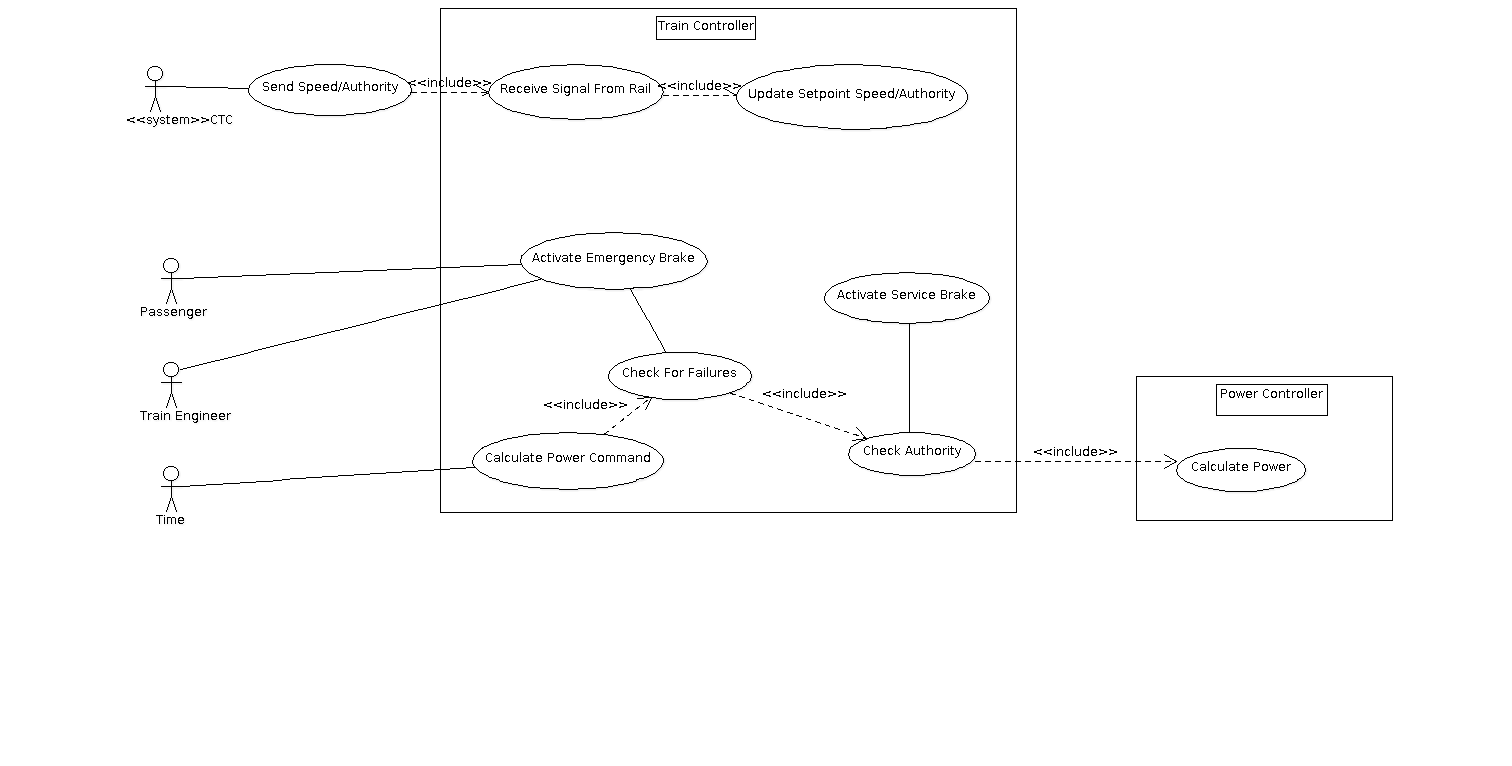 Train Controller
Send Speed/Authority
<<include>>
Receive Signal From Rail
<<include>>
Update Setpoint Speed/Authority
<<system>>CTC
Activate Emergency Brake
Passenger
Activate Service Brake
Check For Failures
Train Engineer
<<include>>
<<include>>
Power Controller
Calculate Power Command
Check Authority
<<include>>
Calculate Power
Time